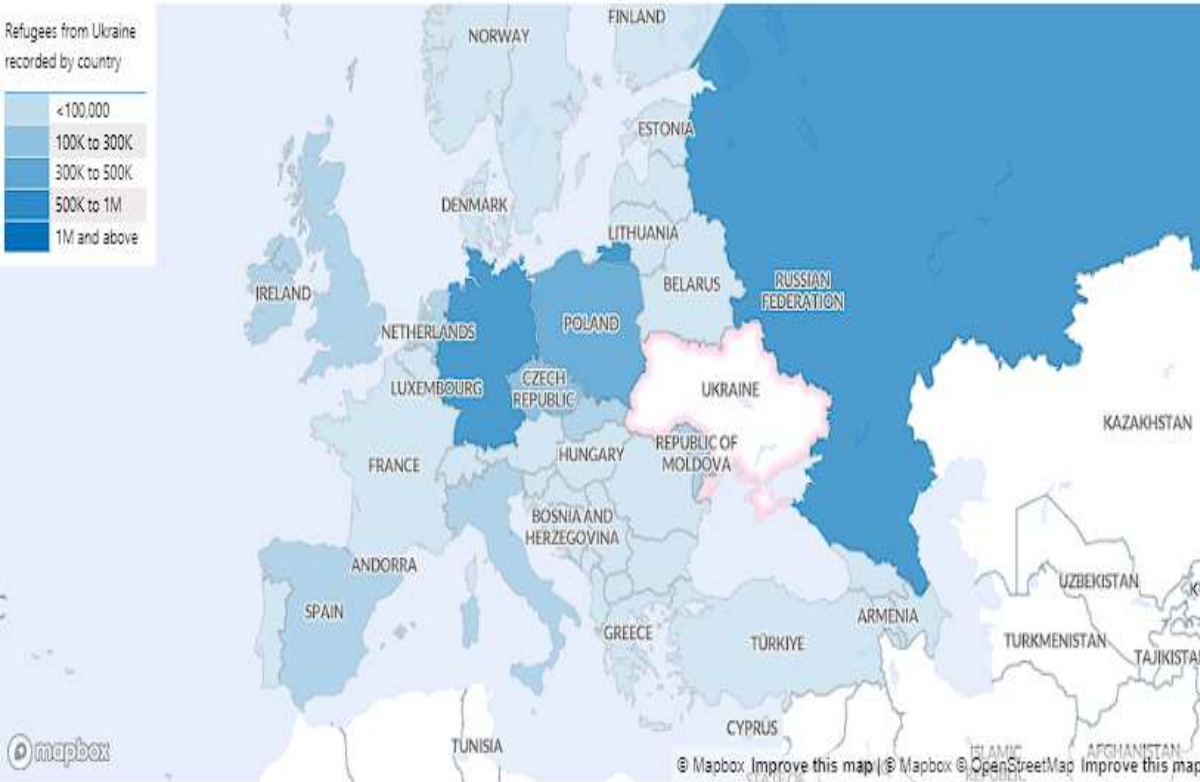 Refugees from Ukraine
recorded by country
<100,000
100K to 300K
300K to 500K
500K to 1M
1M and above
NORWAY
FINLAND
ESTONIA
DENMARK
LITHUANIA
BELARUS
RUSSIAN
FEDERATION
IRELAND
NETHERLANDS
POLAND
LUXEMBOURG
CZECH
REPUBLIC
UKRAINE
KAZAKHSTAN
FRANCE
HUNGARY
REPUBLIC OF
MOLDOVA
BOSNIA AND
HERZEGOVINA
ANDORRA
SPAIN
GREECE
TÜRKIYE
ARMENIA
UZBEKISTAN
TURKMENISTAN
TAJIKISTA
TUNISIA
CYPRUS
ISLAMIC
REPUBLIC
AFGHANISTAN
mapbox
© Mapbox Improve this map | © Mapbox © OpenStreetMap Improve this ma